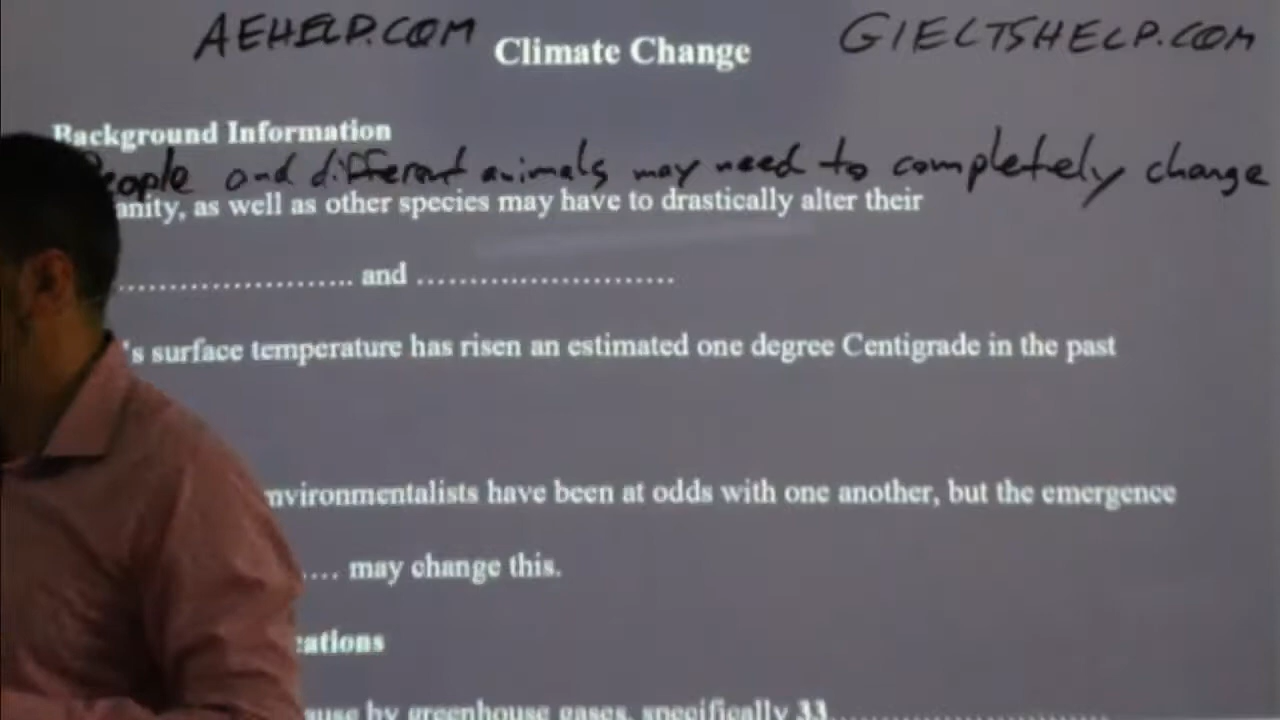 AEHELP.COM
GIELTSHELP.COM
Climate Change
Background Information
People and different animals may need to completely change
anity, as well as other species may have to drastically alter their
........................ and ........................
's surface temperature has risen an estimated one degree Centigrade in the past
nvironmentalists have been at odds with one another, but the emergence
.... may change this.
cations
ause by greenhouse gases, specifically 33........................